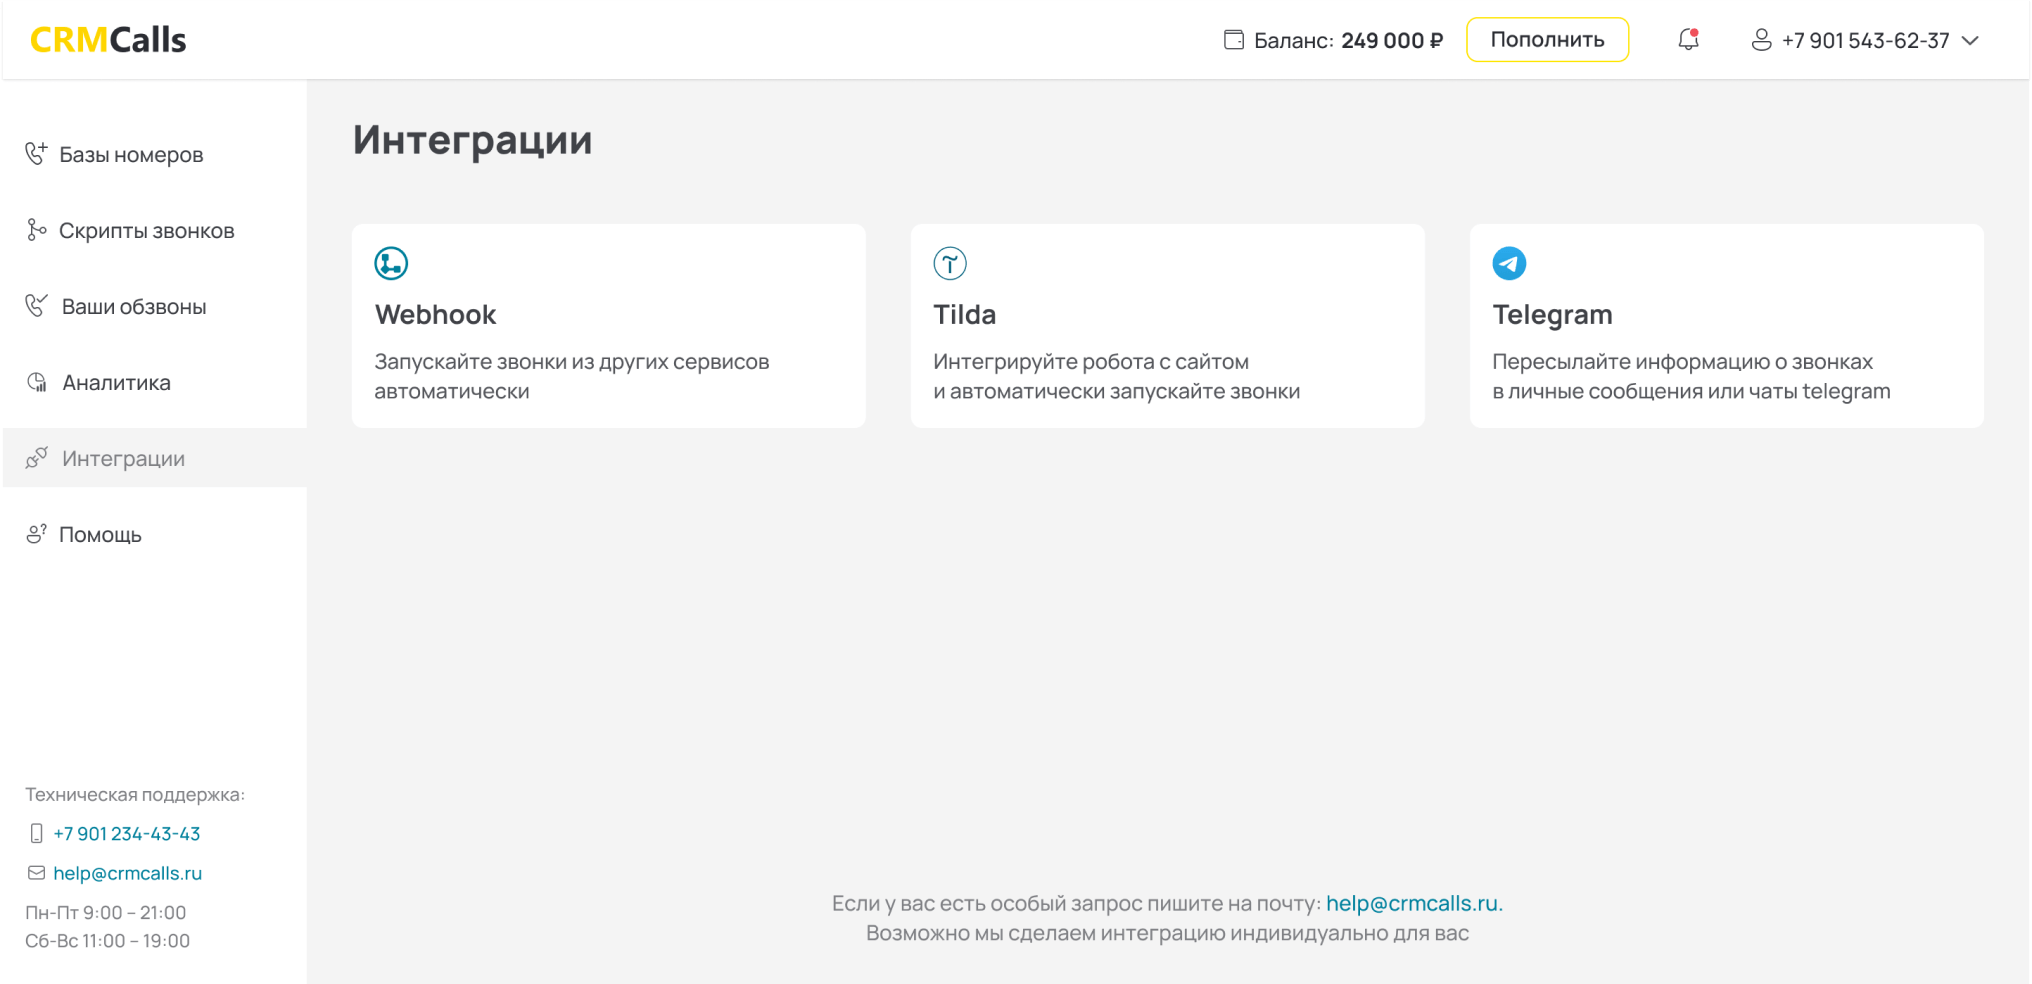 CRMCalls
Баланс: 249 000 ₽
Пополнить
+7 901 543-62-37
Базы номеров
Скрипты звонков
Ваши обзвоны
Аналитика
Интеграции
Помощь
Техническая поддержка:
+7 901 234-43-43
help@crmcalls.ru
Пн-Пт 9:00 – 21:00
Сб-Вс 11:00 – 19:00
Интеграции
Webhook
Запускайте звонки из других сервисов
автоматически
Tilda
Интегрируйте робота с сайтом
и автоматически запускайте звонки
Telegram
Пересылайте информацию о звонках
в личные сообщения или чаты telegram
Если у вас есть особый запрос пишите на почту: help@crmcalls.ru.
Возможно мы сделаем интеграцию индивидуально для вас